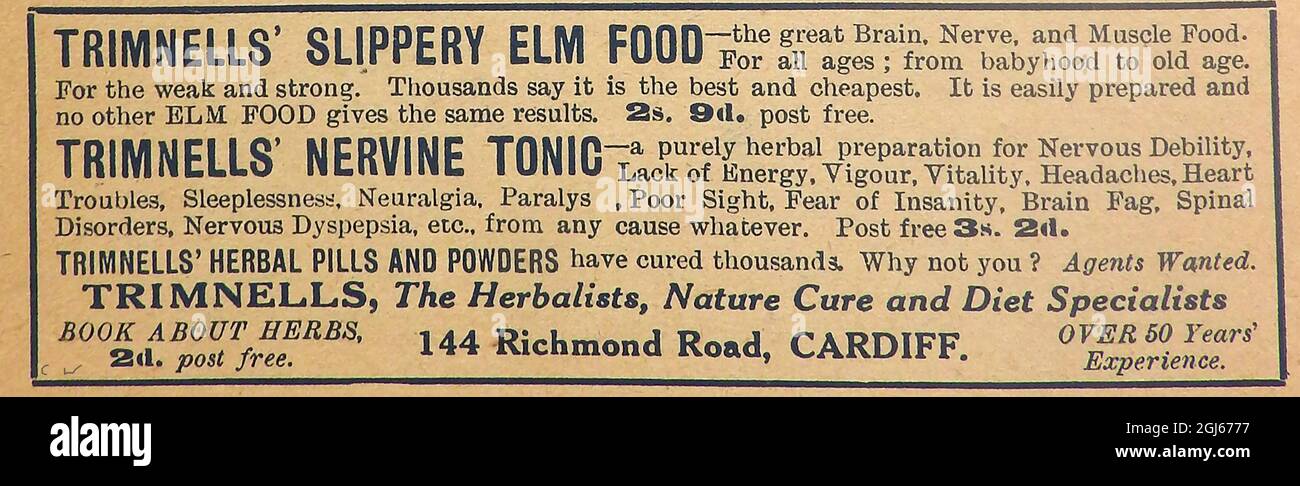 TRIMNELLS' SLIPPERY ELM FOOD—the great Brain, Nerve, and Muscle Food.
For all ages; from babyhood to old age.
For the weak and strong. Thousands say it is the best and cheapest. It is easily prepared and
no other ELM FOOD gives the same results. 2s. 9d. post free.
TRIMNELLS' NERVINE TONIC—a purely herbal preparation for Nervous Debility,
Lack of Energy, Vigour, Vitality, Headaches, Heart
Troubles, Sleeplessness, Neuralgia, Paralys , Poor Sight, Fear of Insanity, Brain Fag, Spinal
Disorders, Nervous Dyspepsia, etc., from any cause whatever. Post free 3s. 2d.
TRIMNELLS' HERBAL PILLS AND POWDERS have cured thousands. Why not you? Agents Wanted.
TRIMNELLS, The Herbalists, Nature Cure and Diet Specialists
BOOK ABOUT HERBS,
2d. post free.
144 Richmond Road, CARDIFF.
OVER 50 Years'
Experience.
C W
alamy
a
alamy
Image ID: 2GJ6777
www.alamy.com